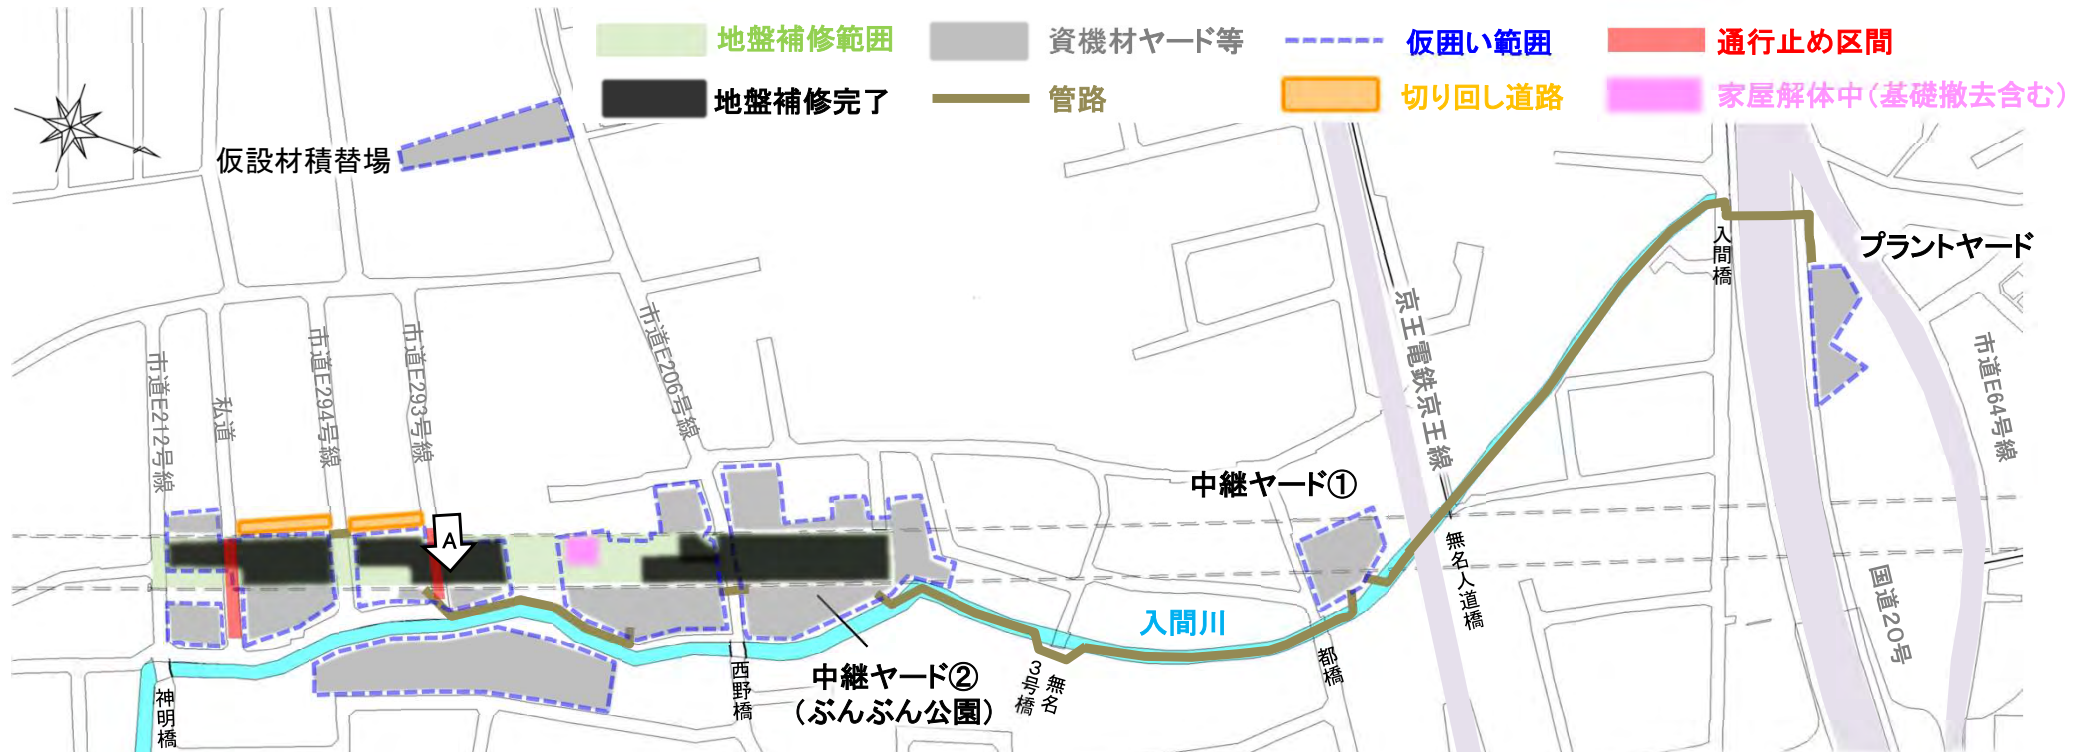 地盤補修範囲
資機材ヤード等
仮囲い範囲
通行止め区間
地盤補修完了
管路
切り回し道路
家屋解体中(基礎撤去含む)
仮設材積替場
プラントヤード
入間橋
京王電鉄京王線
市道E64号線
市道E206号線
市道E293号線
市道E294号線
私道
市道E212号線
中継ヤード①
A
無名人道橋
国道20号
入間川
中継ヤード②
(ぶんぶん公園)
無名
3号橋
都橋
西野橋
神明橋